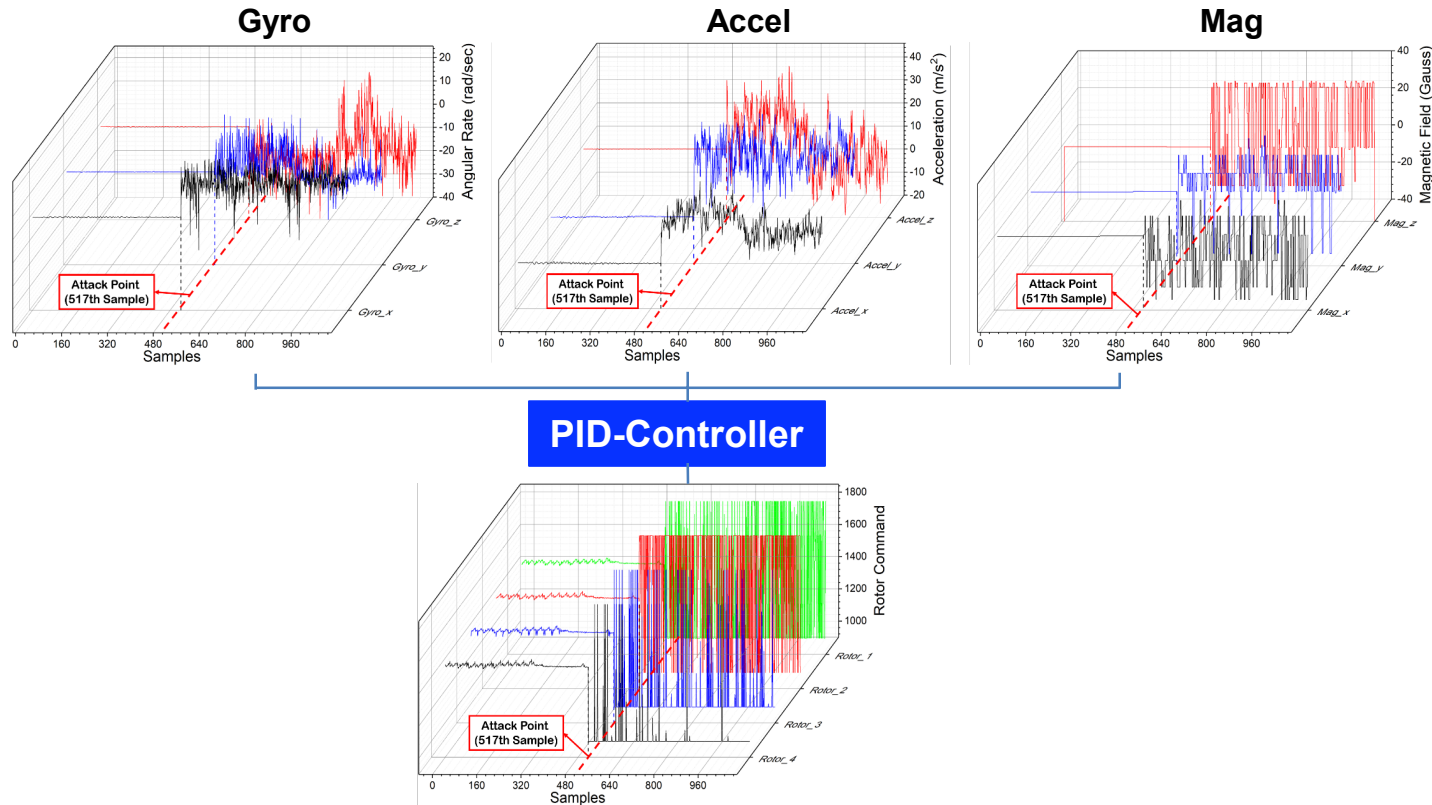 Gyro
Accel
Mag
20
10
0
-10
-20
-30
-40
Angular Rate (rad/sec)
Gyro_z
Gyro_y
Gyro_x
Attack Point
(517th Sample)
0 160 320 480 640 800 960
Samples
40
30
20
10
0
-10
-20
Acceleration (m/s²)
Accel_z
Accel_y
Accel_x
Attack Point
(517th Sample)
0 160 320 480 640 800 960
Samples
40
20
0
-20
-40
Magnetic Field (Gauss)
Mag_z
Mag_y
Mag_x
Attack Point
(517th Sample)
0 160 320 480 640 800 960
Samples
PID-Controller
1800
1600
1400
1200
1000
Rotor Command
Rotor_1
Rotor_2
Rotor_3
Rotor_4
Attack Point
(517th Sample)
0 160 320 480 640 800 960
Samples